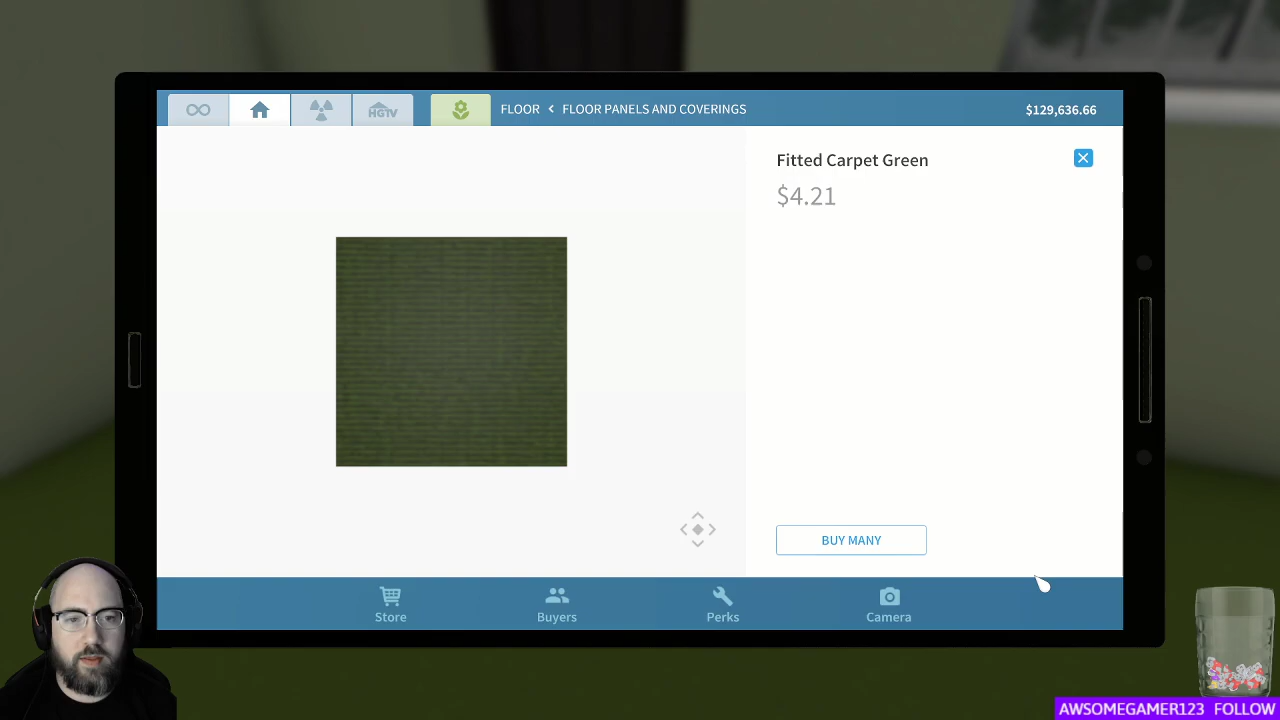 HGTV
FLOOR < FLOOR PANELS AND COVERINGS
$129,636.66
Fitted Carpet Green
$4.21
BUY MANY
Store
Buyers
Perks
Camera
AWSOMEGAMER123 FOLLOW